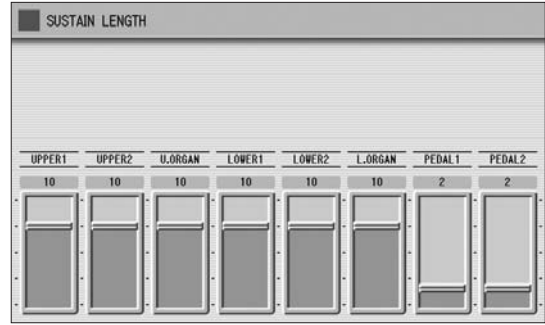 SUSTAIN LENGTH
UPPER1 UPPER2 U.ORGAN LOWER1 LOWER2 L.ORGAN PEDAL1 PEDAL2
10 10 10 10 10 10 2 2